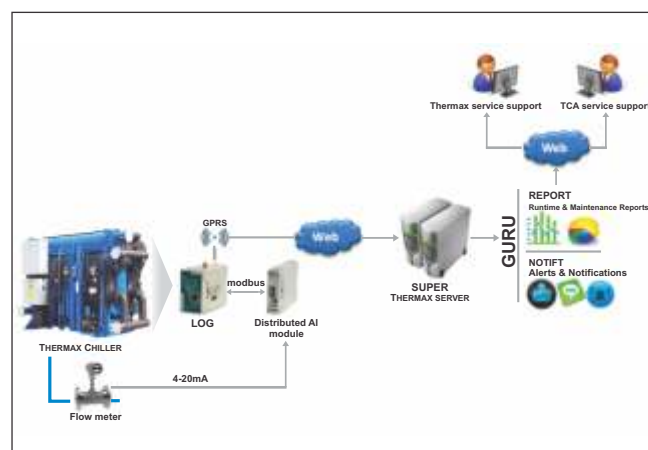 Thermax service support
TCA service support
Web
REPORT
Runtime & Maintenance Reports
GPRS
Web
GURU
NOTIFT
Alerts & Notifications
modbus
SUPER
THERMAX SERVER
LOG
Distributed AI
module
THERMAX CHILLER
4-20mA
Flow meter